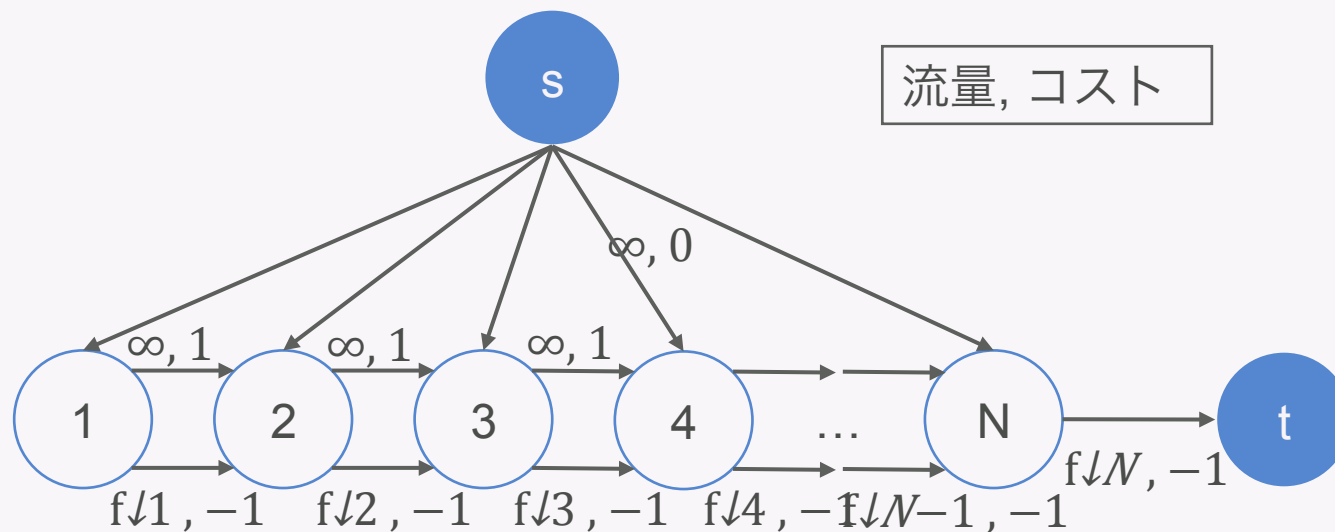 s
流量, コスト
∞, 0
∞, 1
∞, 1
∞, 1
1
2
3
4
…
N
t
f↓1 , −1
f↓2 , −1
f↓3 , −1
f↓4 , −1
f↓N−1 , −1
f↓N , −1